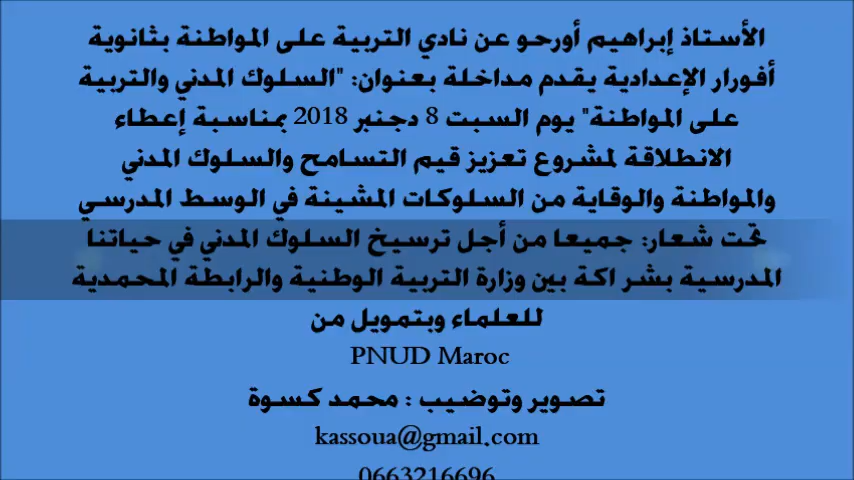 الأستاذ إبراهيم أورحو عن نادي التربية على المواطنة بثانوية
أفورار الإعدادية يقدم مداخلة بعنوان: "السلوك المدني والتربية
على المواطنة" يوم السبت 8 دجنبر 2018 بمناسبة إعطاء
الانطلاقة لمشروع تعزيز قيم التسامح والسلوك المدني
والمواطنة والوقاية من السلوكات المشينة في الوسط المدرسي
تحت شعار: جميعا من أجل ترسيخ السلوك المدني في حياتنا
المدرسية بشر اكة بين وزارة التربية الوطنية والرابطة المحمدية
للعلماء وبتمويل من
PNUD Maroc
تصوير وتوضيب : محمد كسوة
kassoua@gmail.com
0663216696